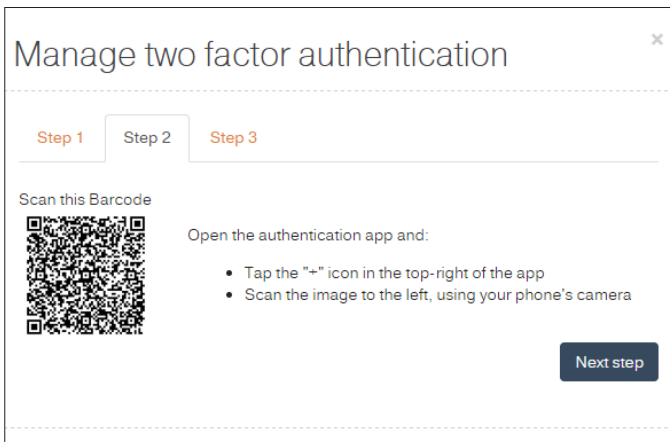 Manage two factor authentication
×
Step 1 Step 2 Step 3
Scan this Barcode
Open the authentication app and:
• Tap the "+" icon in the top-right of the app
• Scan the image to the left, using your phone's camera
Next step